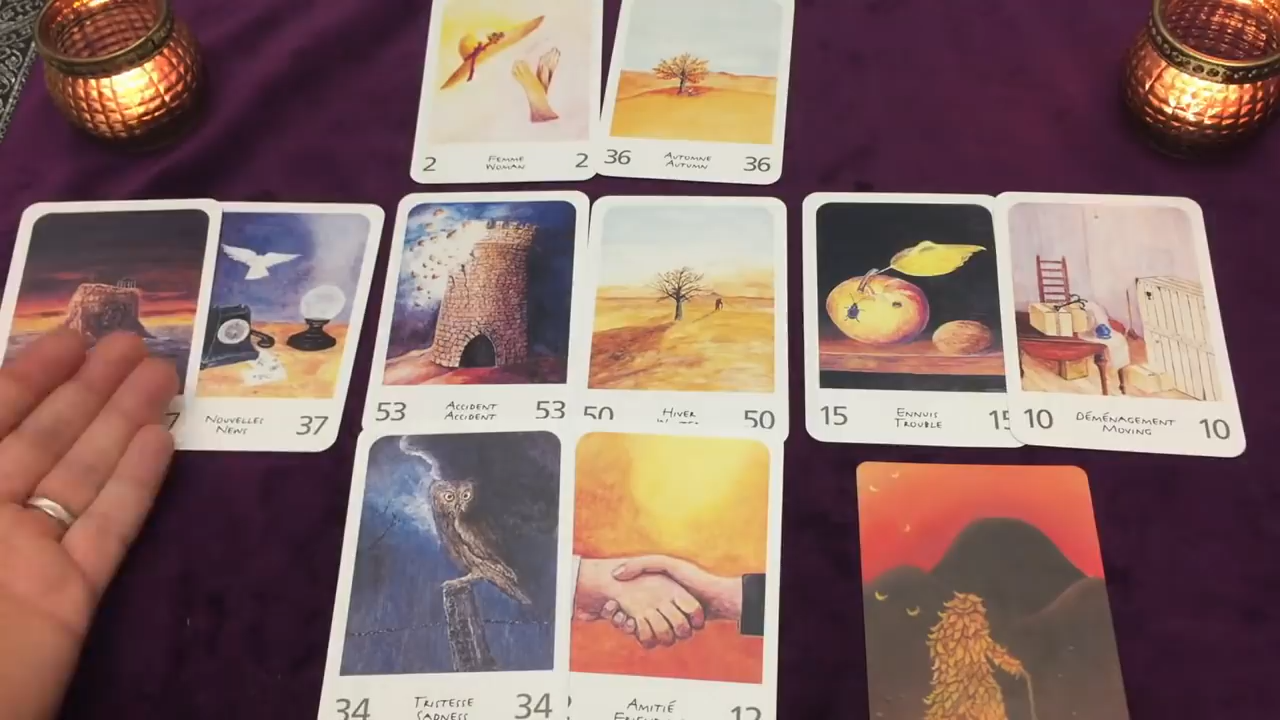 2 FEMME 2
WOMAN
36 AUTOMNE 36
AUTUMN
7
NOUVELLES 37
NEWS
53 ACCIDENT 53
ACCIDENT
50 HIVER 50
15 ENNUIS 15
TROUBLE
10 DÉMÉNAGEMENT 10
MOVING
34 TRISTESSE 34
SADNESS
AMITIÉ 12